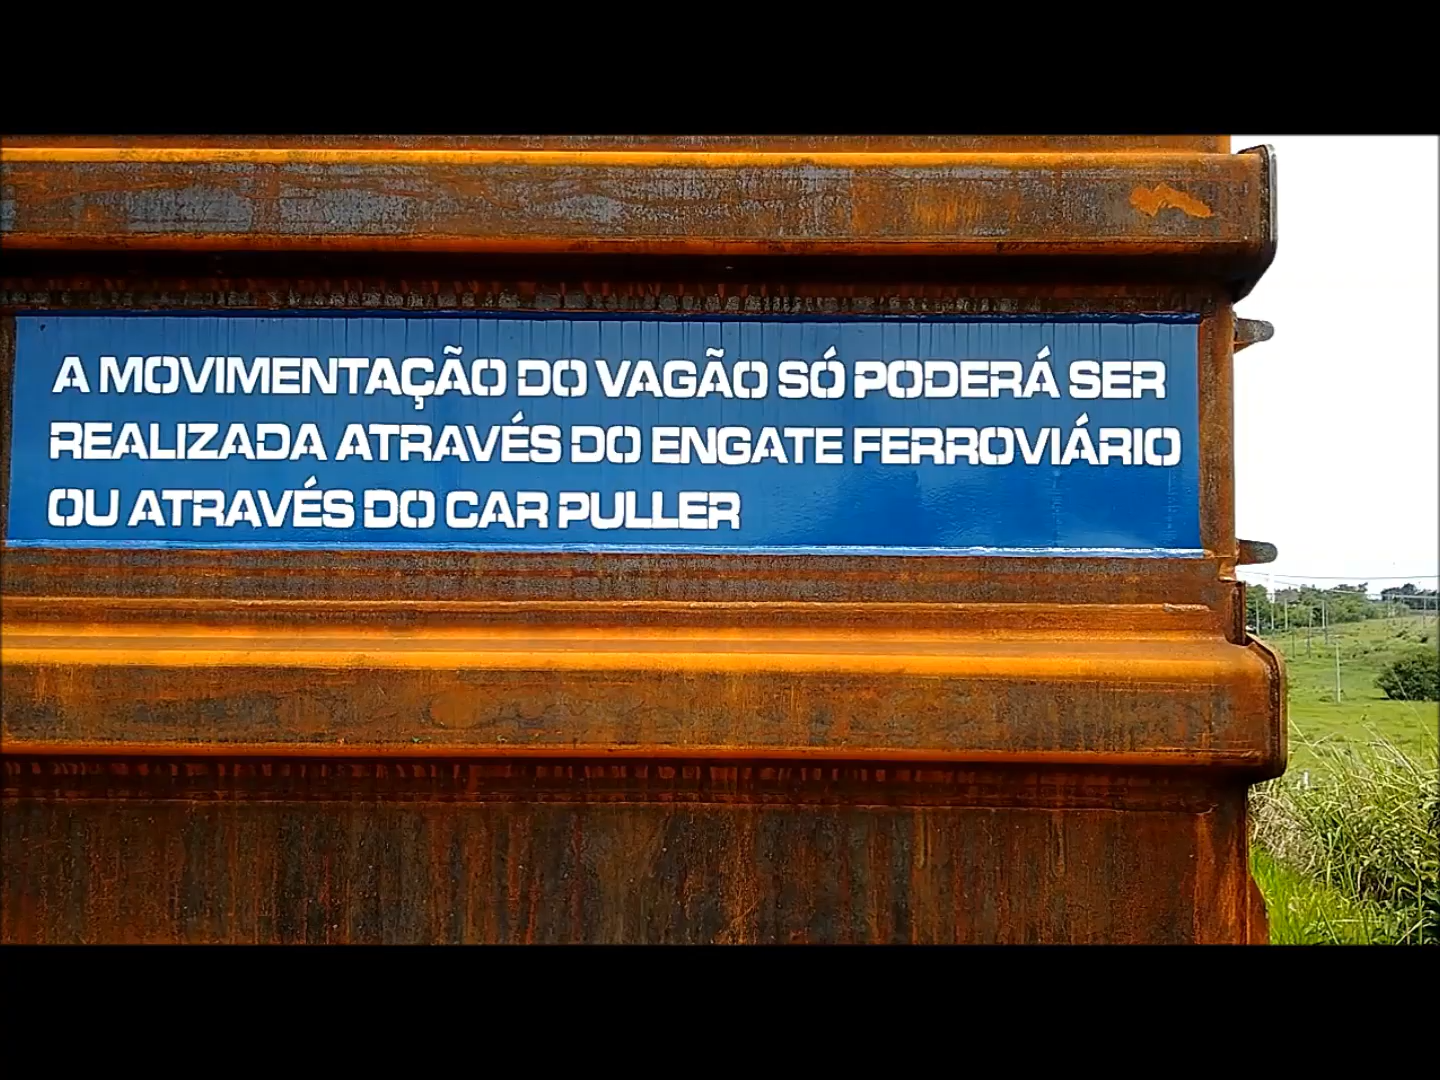 A MOVIMENTAÇÃO DO VAGÃO SÓ PODERÁ SER
REALIZADA ATRAVÉS DO ENGATE FERROVIÁRIO
OU ATRAVÉS DO CAR PULLER